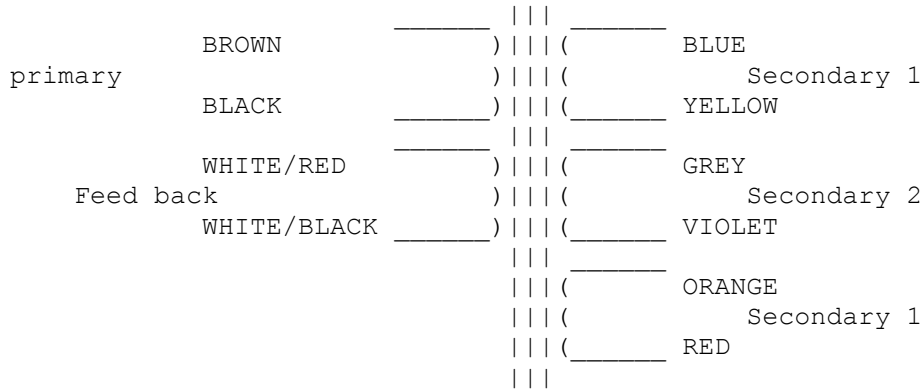 BROWN BLUE
primary Secondary 1
BLACK YELLOW
WHITE/RED GREY
Feed back Secondary 2
WHITE/BLACK VIOLET
ORANGE
Secondary 1
RED